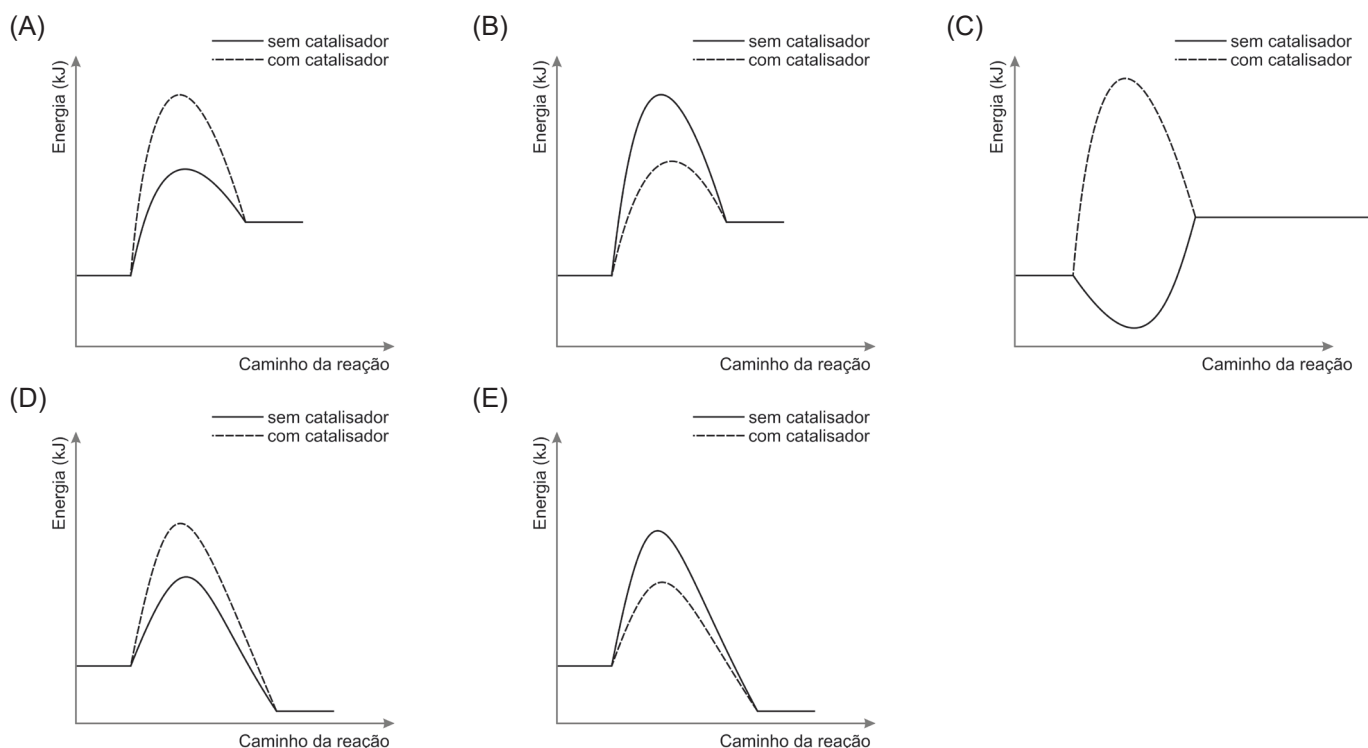 (A)
sem catalisador
com catalisador
Energia (kJ)
Caminho da reação
(B)
sem catalisador
com catalisador
Energia (kJ)
Caminho da reação
(C)
sem catalisador
com catalisador
Energia (kJ)
Caminho da reação
(D)
sem catalisador
com catalisador
Energia (kJ)
Caminho da reação
(E)
sem catalisador
com catalisador
Energia (kJ)
Caminho da reação